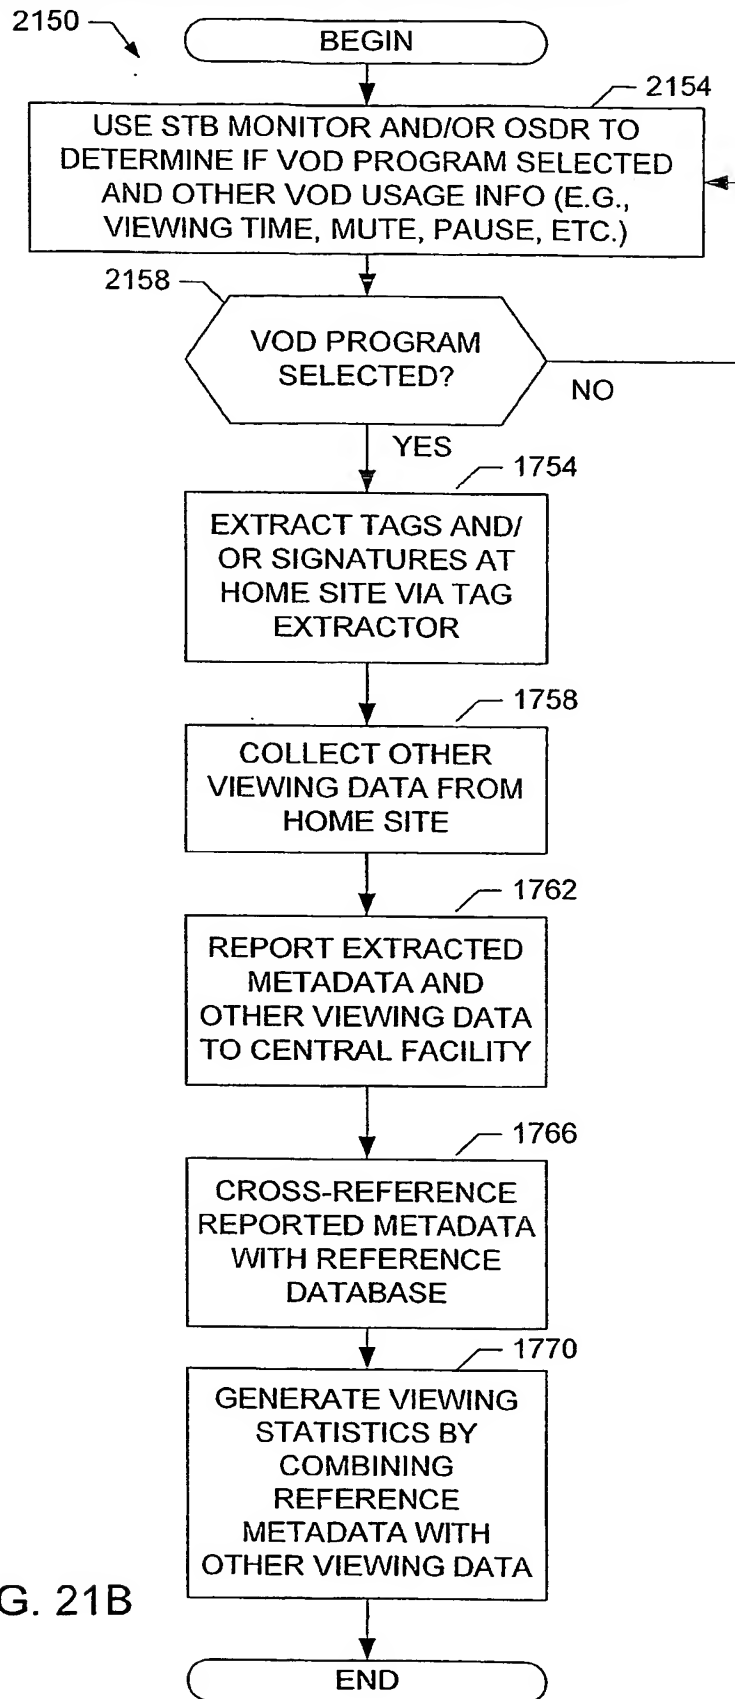 2150
BEGIN
2154
USE STB MONITOR AND/OR OSDR TO
DETERMINE IF VOD PROGRAM SELECTED
AND OTHER VOD USAGE INFO (E.G.,
VIEWING TIME, MUTE, PAUSE, ETC.)
2158
VOD PROGRAM
SELECTED?
NO
YES
1754
EXTRACT TAGS AND/
OR SIGNATURES AT
HOME SITE VIA TAG
EXTRACTOR
1758
COLLECT OTHER
VIEWING DATA FROM
HOME SITE
1762
REPORT EXTRACTED
METADATA AND
OTHER VIEWING DATA
TO CENTRAL FACILITY
1766
CROSS-REFERENCE
REPORTED METADATA
WITH REFERENCE
DATABASE
1770
GENERATE VIEWING
STATISTICS BY
COMBINING
REFERENCE
METADATA WITH
OTHER VIEWING DATA
G. 21B
END